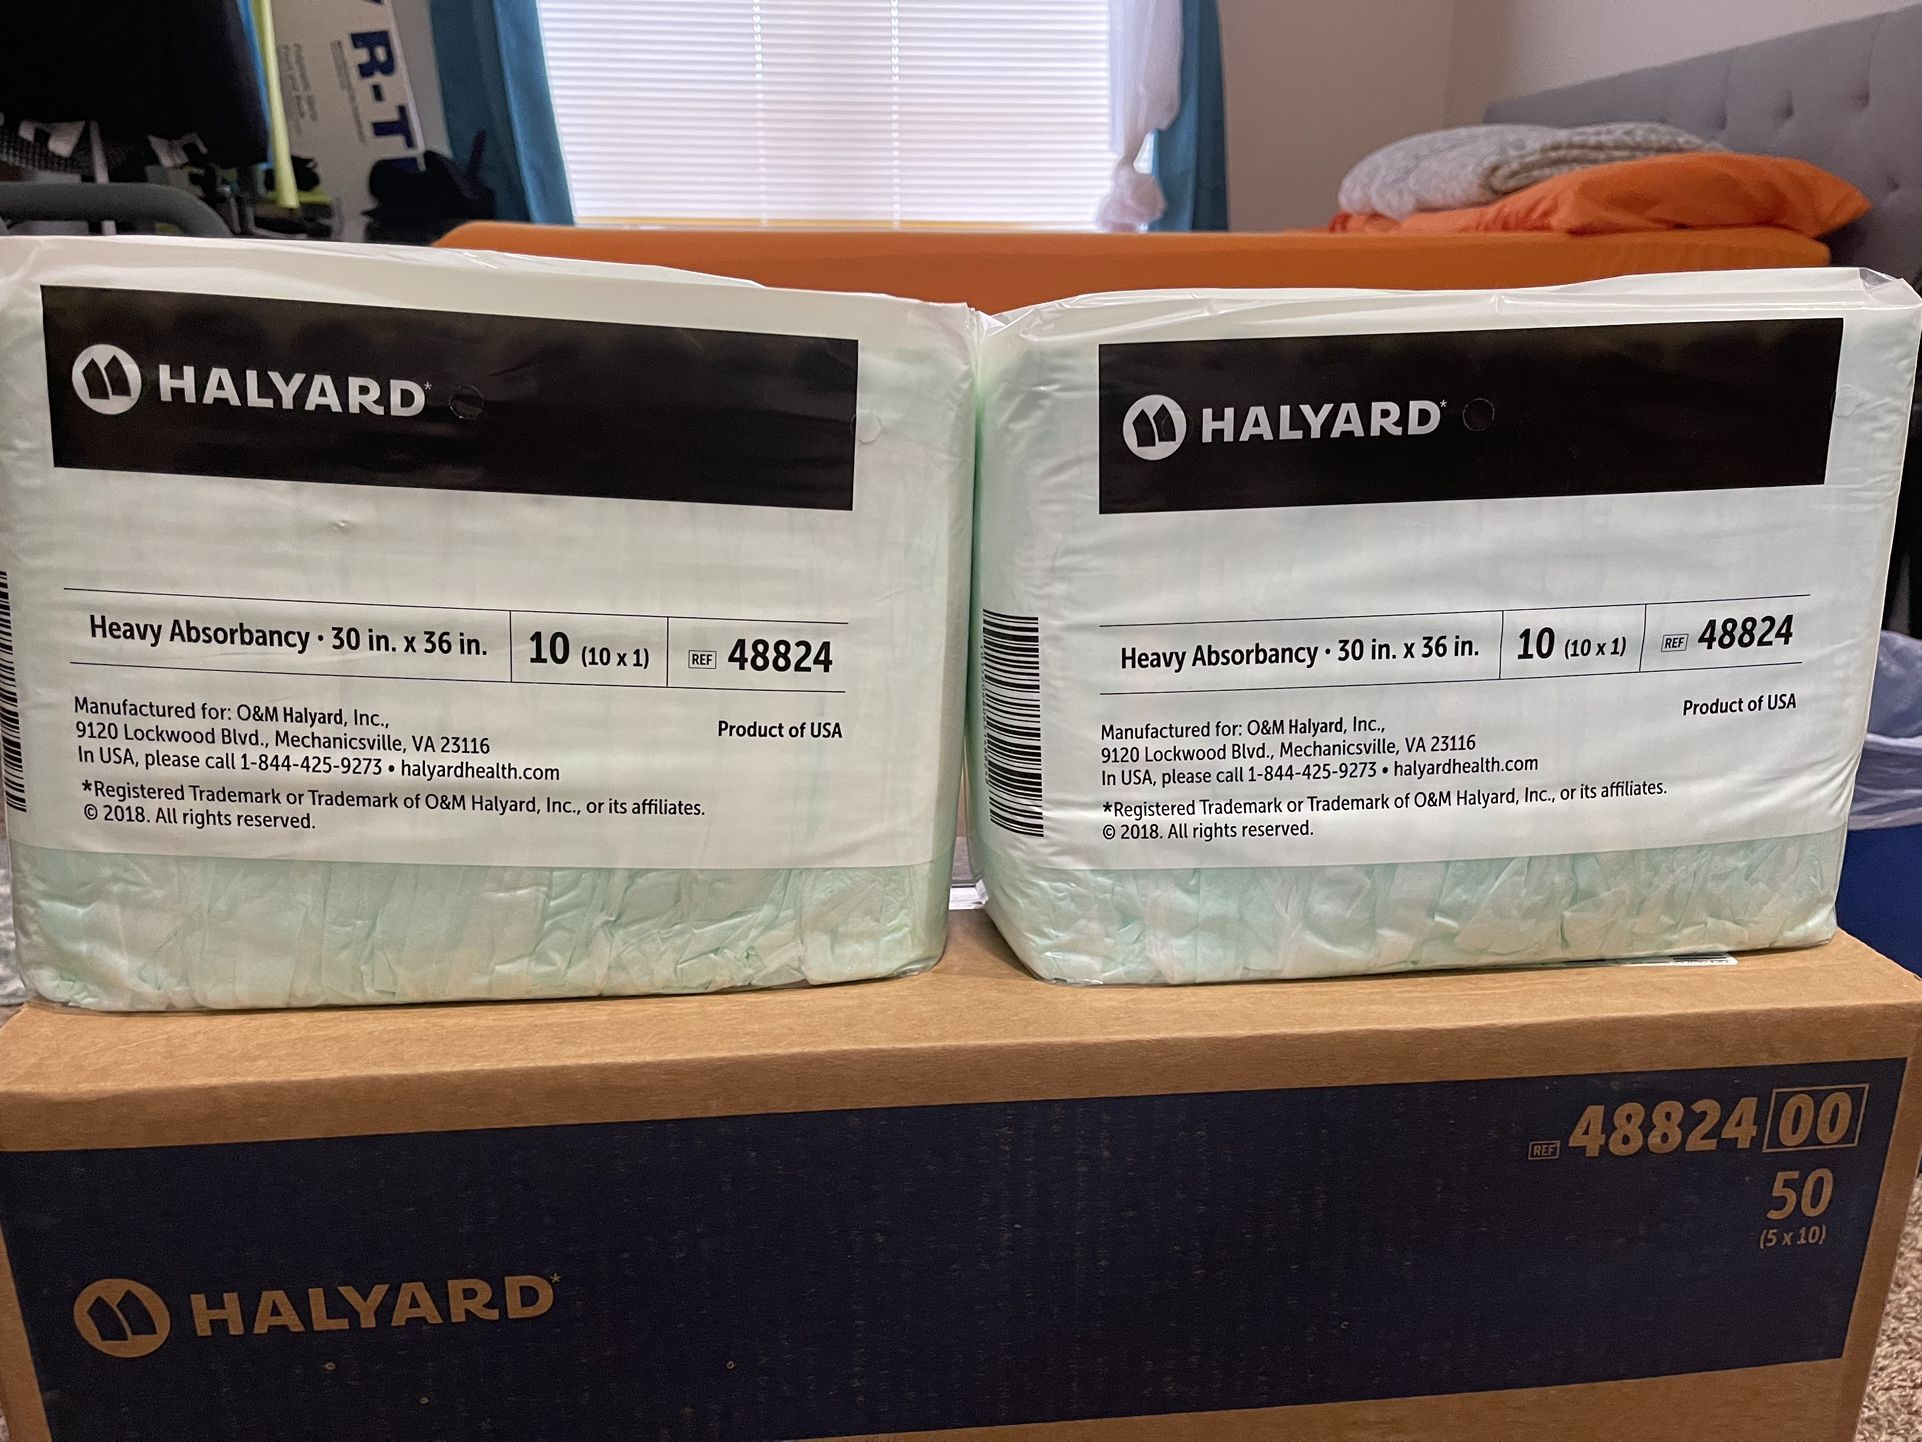 R-T
HALYARD*
Heavy Absorbancy • 30 in. x 36 in.
10 (10 x 1)
REF 48824
Manufactured for: O&M Halyard, Inc.,
9120 Lockwood Blvd., Mechanicsville, VA 23116
In USA, please call 1-844-425-9273 • halyardhealth.com
Product of USA
*Registered Trademark or Trademark of O&M Halyard, Inc., or its affiliates.
© 2018. All rights reserved.
HALYARD*
Heavy Absorbancy • 30 in. x 36 in.
10 (10 x 1)
REF 48824
Product of USA
Manufactured for: O&M Halyard, Inc.,
9120 Lockwood Blvd., Mechanicsville, VA 23116
In USA, please call 1-844-425-9273 • halyardhealth.com
*Registered Trademark or Trademark of O&M Halyard, Inc., or its affiliates.
© 2018. All rights reserved.
REF 48824 00
50
(5 x 10)
HALYARD*